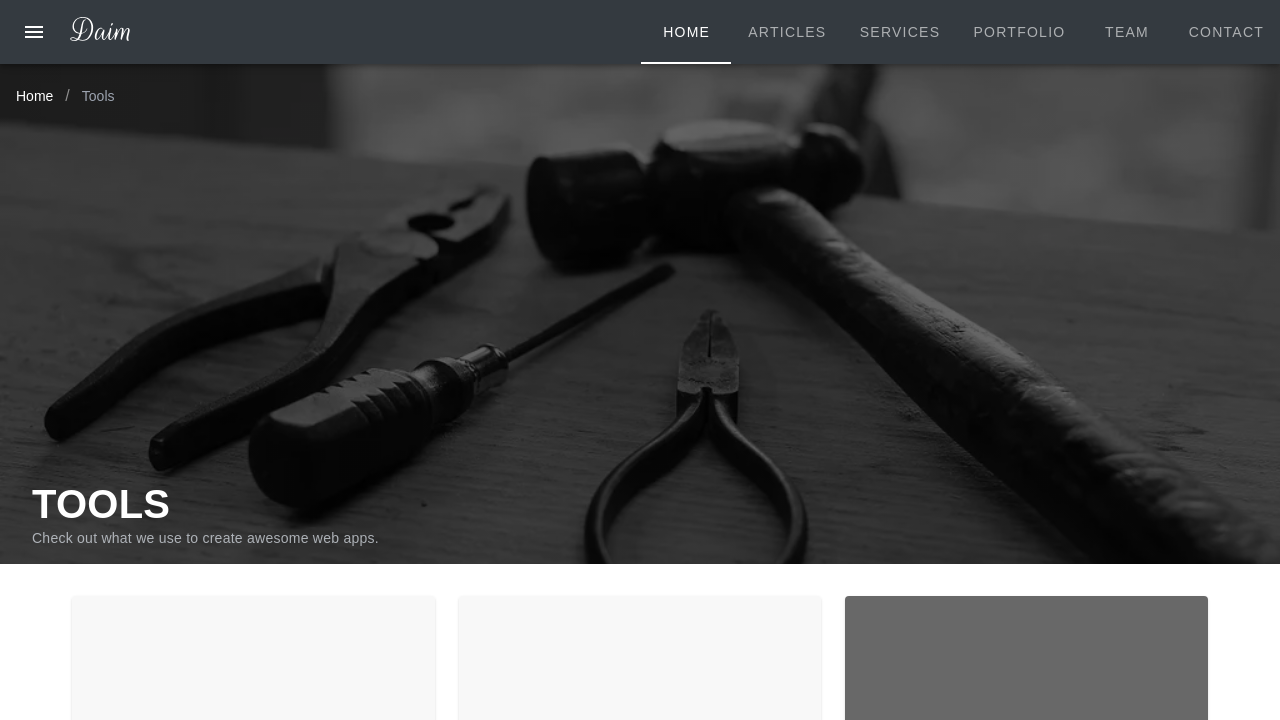 Daim
HOME ARTICLES SERVICES PORTFOLIO TEAM CONTACT
Home / Tools
TOOLS
Check out what we use to create awesome web apps.